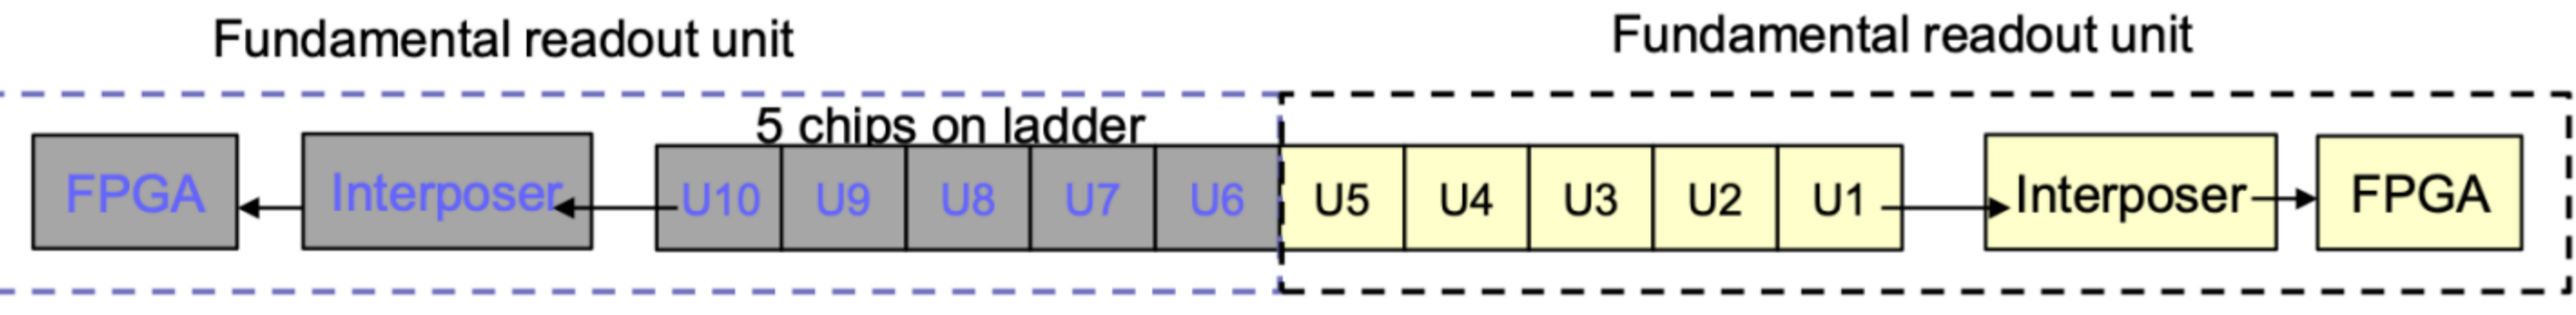 Fundamental readout unit
Fundamental readout unit
5 chips on ladder
FPGA Interposer U10 U9 U8 U7 U6 U5 U4 U3 U2 U1 Interposer FPGA